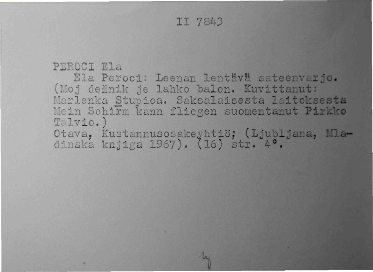 II 7843
PEROCI Ela
Ela Peroci: Leenan lentävä sateenvarjo.
(Moj dežnik je lahko balon. Kuvittanut:
Marlenka Stupica. Saksalaisesta laitoksesta
Mein Schirm kann fliegen suomentanut Pirkko
Talvio.)
Otava, Kustannusosakeyhtiö; (Ljubljana, Mla-
dinska knjiga 1967). (16) str. 4°.